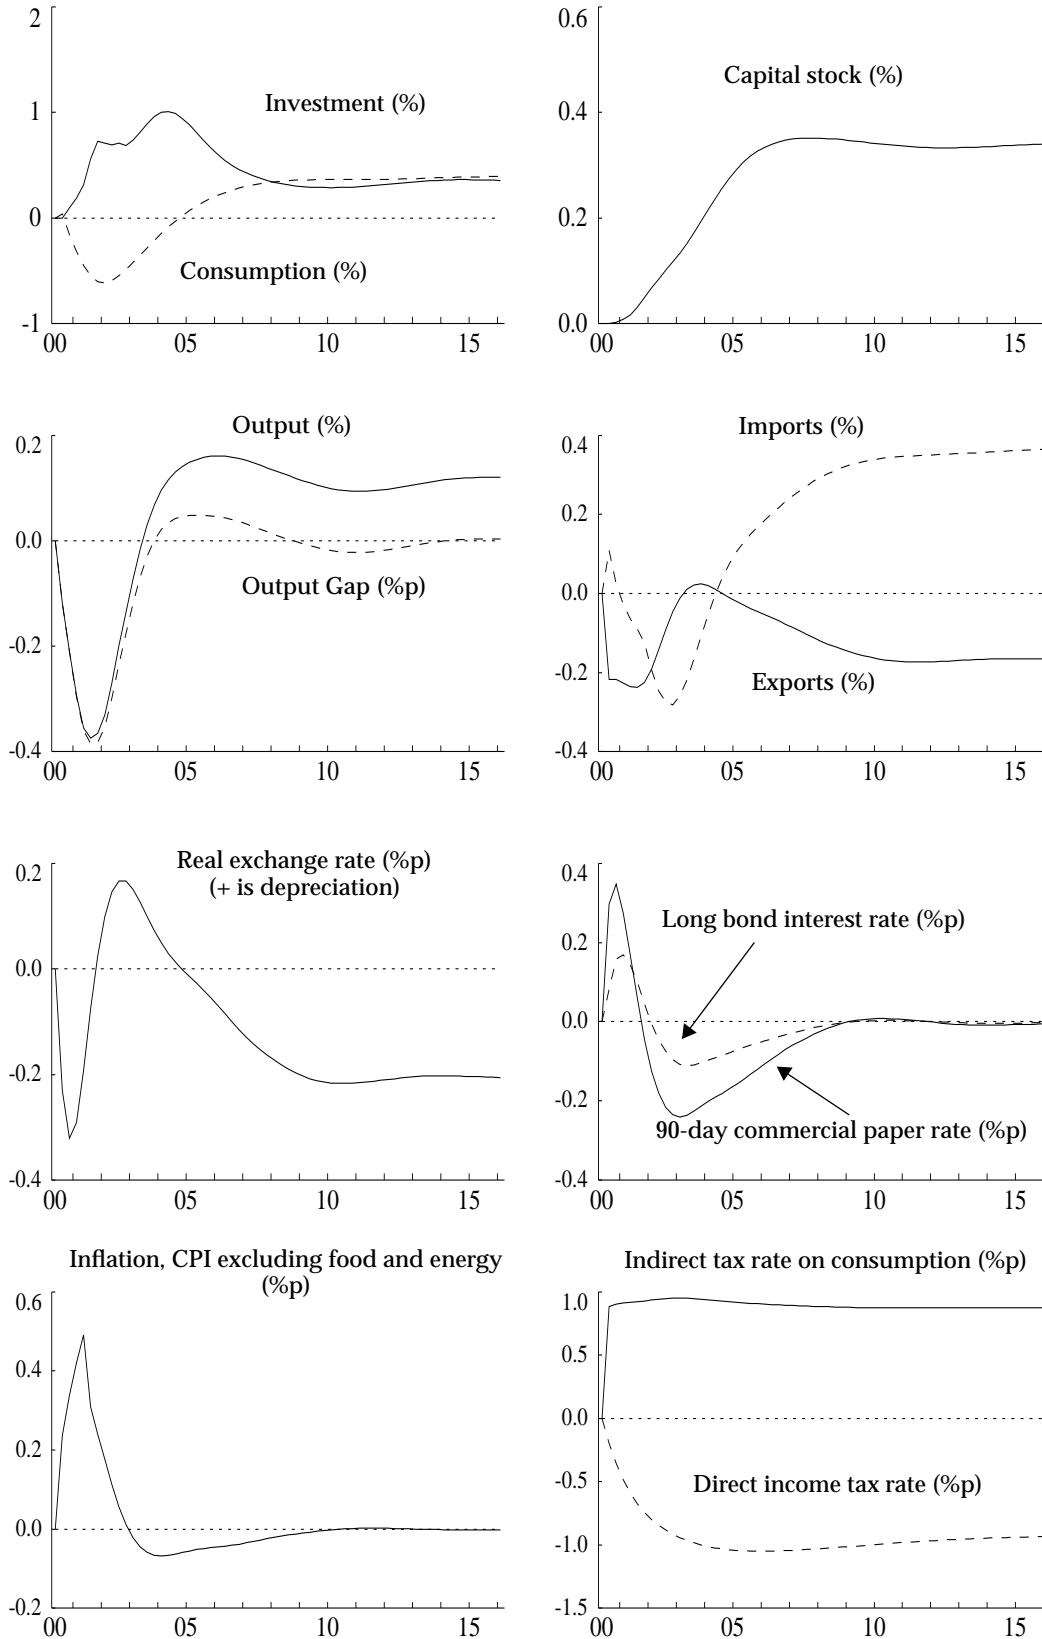 2
1
0
-1
Investment (%)
Consumption (%)
00 05 10 15
0.6
0.4
0.2
0.0
Capital stock (%)
00 05 10 15
Output (%)
0.2
0.0
-0.2
-0.4
Output Gap (%p)
00 05 10 15
Imports (%)
0.4
0.2
0.0
-0.2
-0.4
Exports (%)
00 05 10 15
Real exchange rate (%p)
(+ is depreciation)
0.2
0.0
-0.2
-0.4
00 05 10 15
0.4
0.2
0.0
-0.2
-0.4
Long bond interest rate (%p)
90-day commercial paper rate (%p)
00 05 10 15
Inflation, CPI excluding food and energy
(%p)
0.6
0.4
0.2
0.0
-0.2
00 05 10 15
Indirect tax rate on consumption (%p)
1.0
0.5
0.0
-0.5
-1.0
-1.5
Direct income tax rate (%p)
00 05 10 15